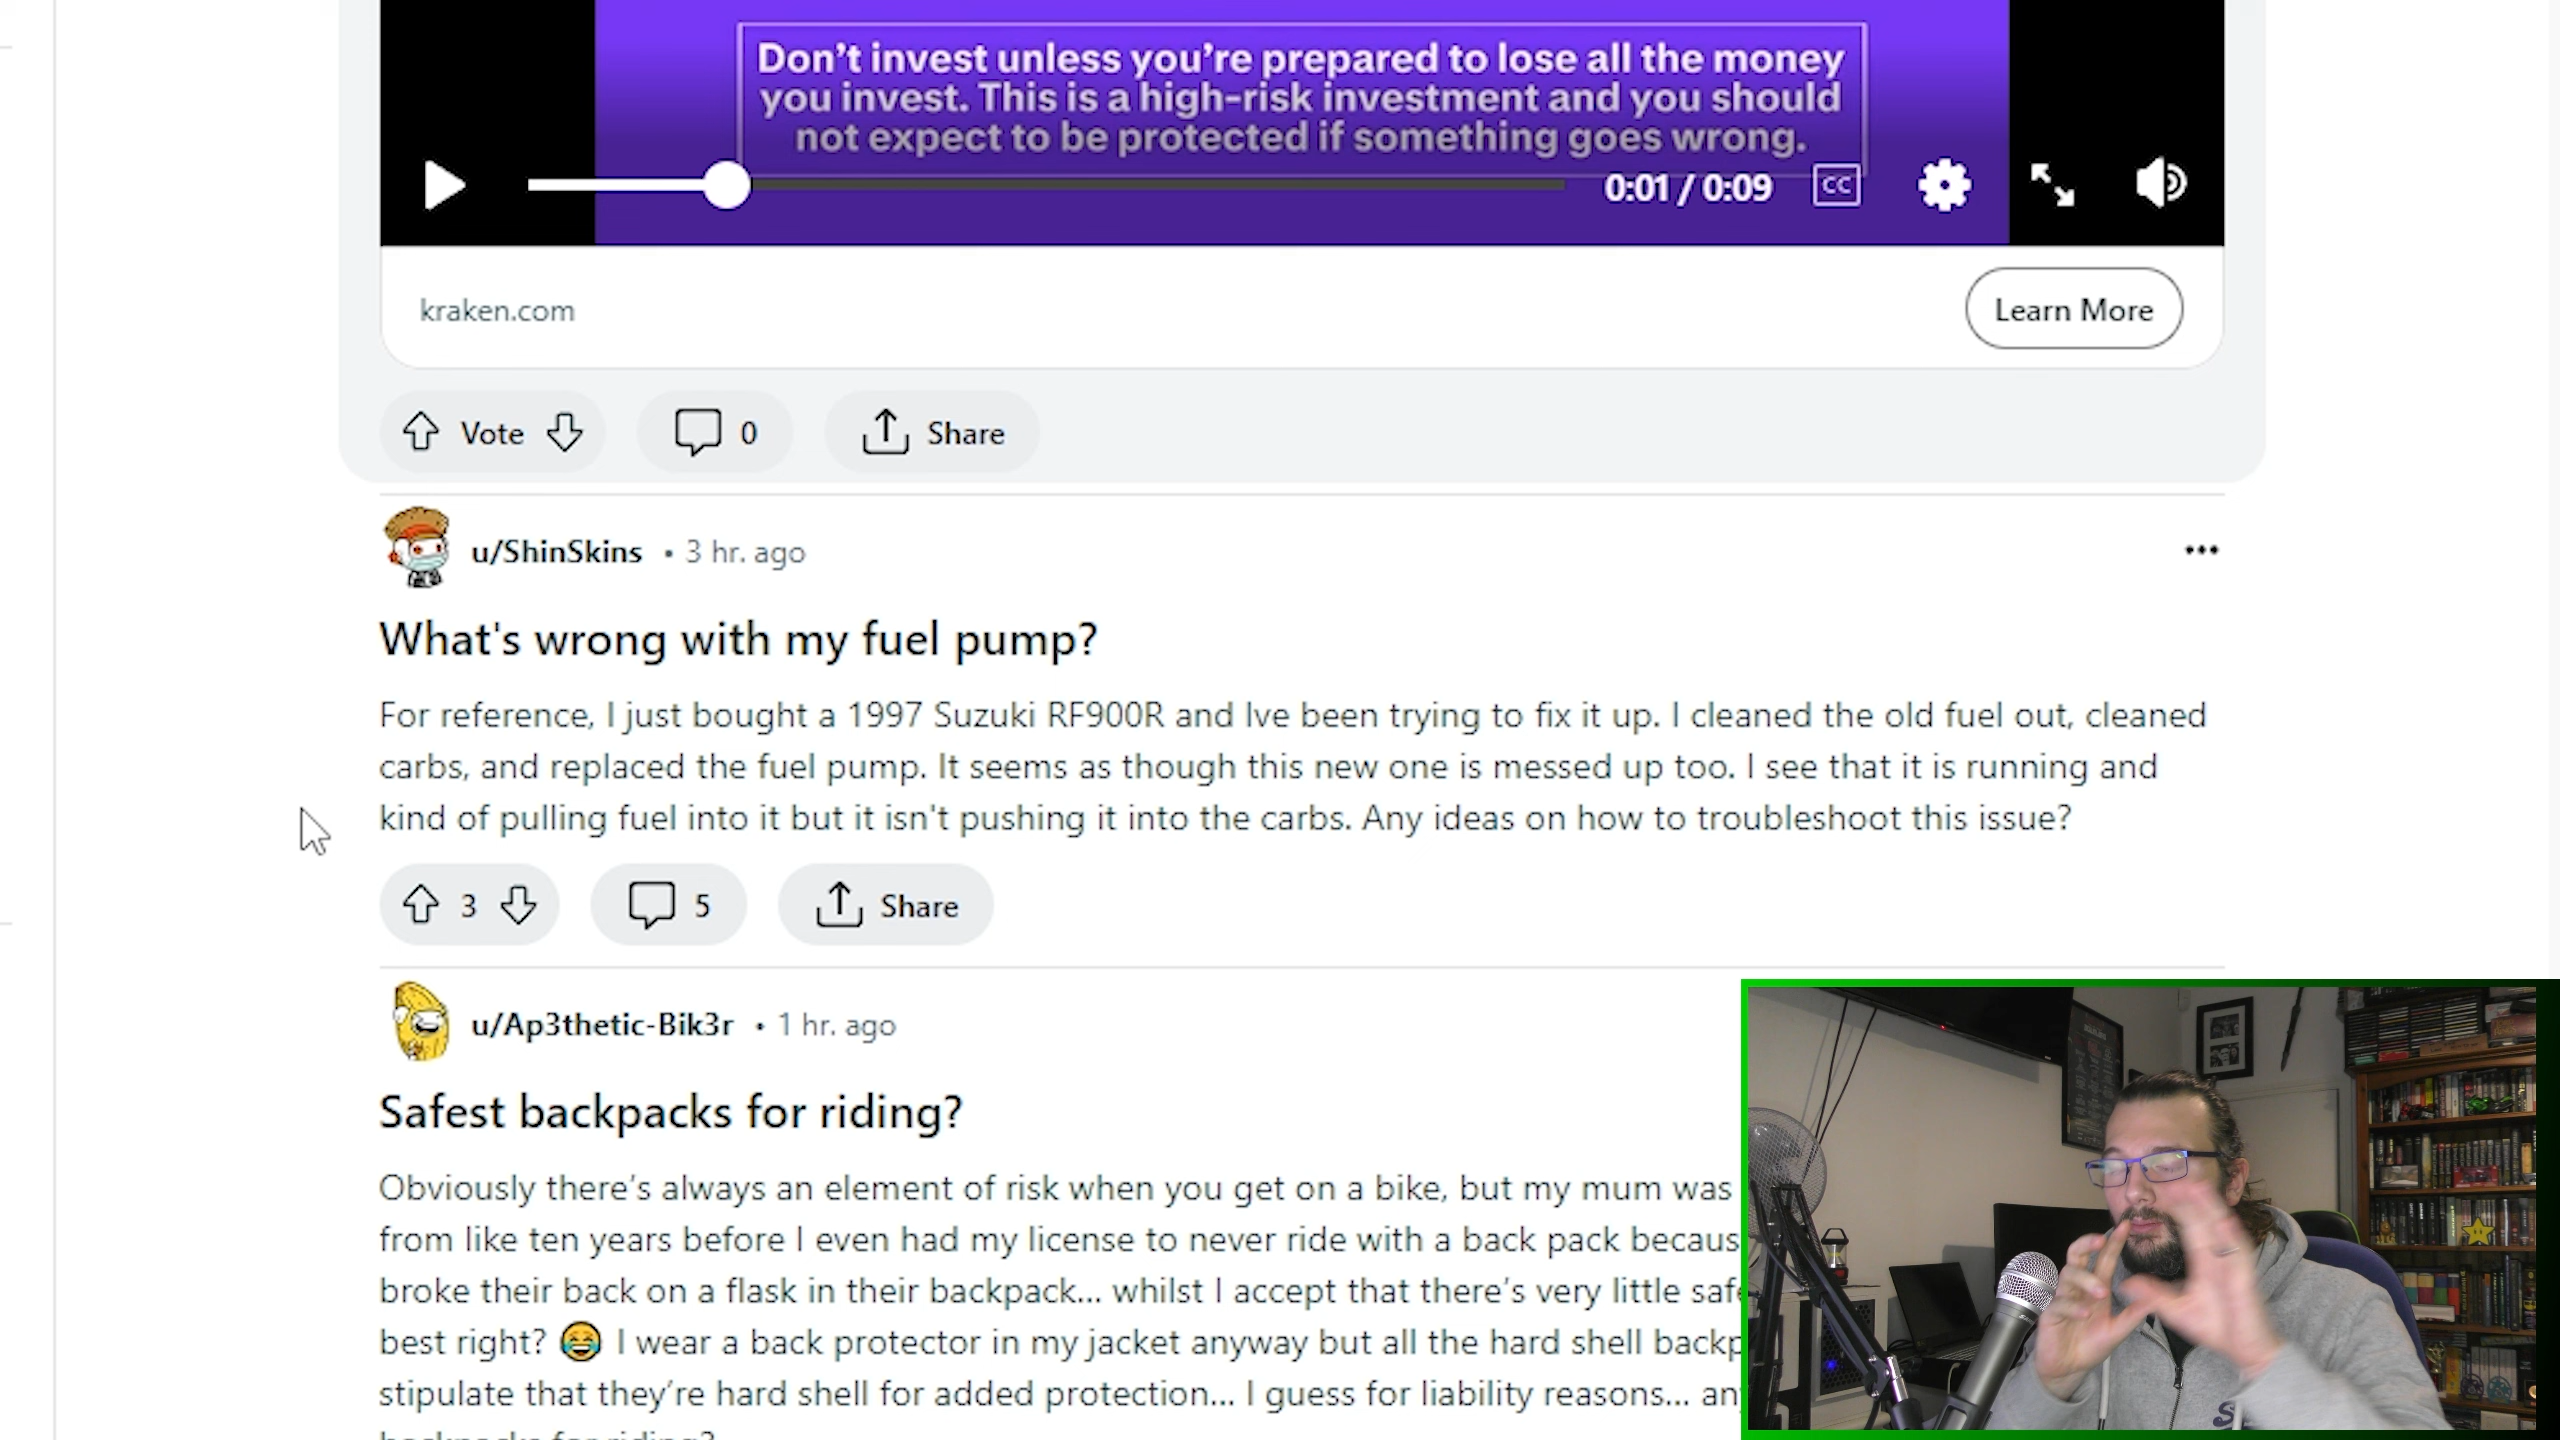 Don't invest unless you're prepared to lose all the money
you invest. This is a high-risk investment and you should
not expect to be protected if something goes wrong.
0:01 / 0:09
CC
kraken.com
Learn More
Vote
0
Share
u/ShinSkins • 3 hr. ago
What's wrong with my fuel pump?
For reference, I just bought a 1997 Suzuki RF900R and Ive been trying to fix it up. I cleaned the old fuel out, cleaned
carbs, and replaced the fuel pump. It seems as though this new one is messed up too. I see that it is running and
kind of pulling fuel into it but it isn't pushing it into the carbs. Any ideas on how to troubleshoot this issue?
3
5
Share
u/Ap3thetic-Bik3r • 1 hr. ago
Safest backpacks for riding?
Obviously there's always an element of risk when you get on a bike, but my mum was
from like ten years before I even had my license to never ride with a back pack becaus
broke their back on a flask in their backpack... whilst I accept that there's very little safe
best right? 😂 I wear a back protector in my jacket anyway but all the hard shell backp
stipulate that they're hard shell for added protection... I guess for liability reasons... an
backpacks for riding?